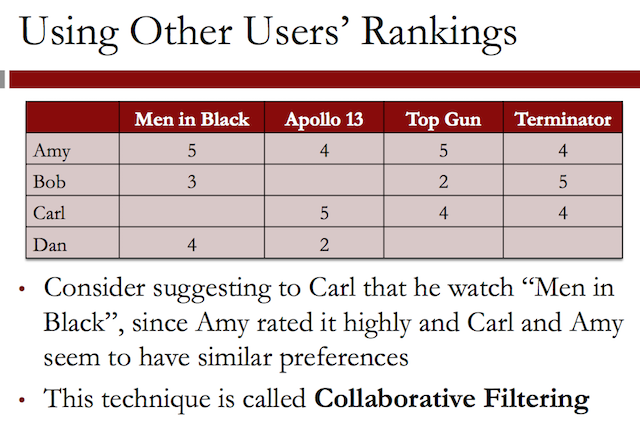 Using Other Users’ Rankings
Men in Black Apollo 13 Top Gun Terminator
Amy 5 4 5 4
Bob 3 2 5
Carl 5 4 4
Dan 4 2
• Consider suggesting to Carl that he watch “Men in
Black”, since Amy rated it highly and Carl and Amy
seem to have similar preferences
• This technique is called Collaborative Filtering